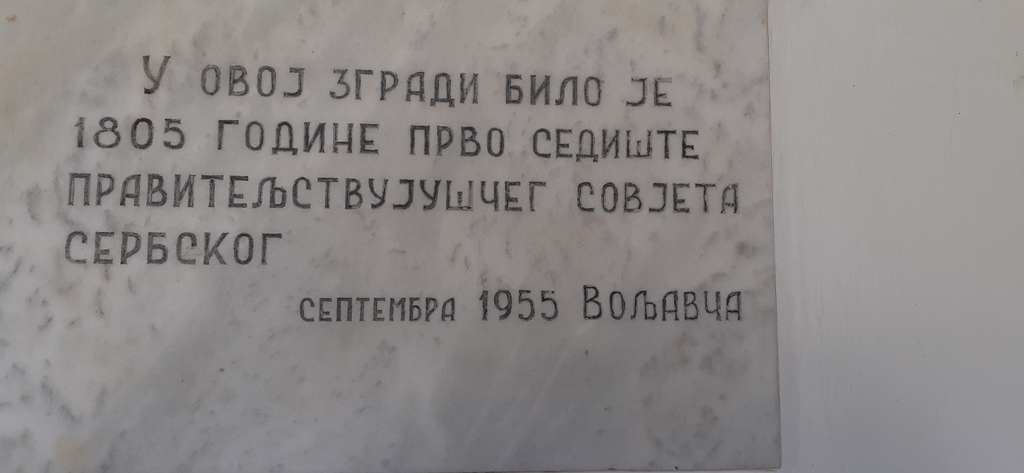 У ОВОЈ ЗГРАДИ БИЛО ЈЕ
1805 ГОДИНЕ ПРВО СЕДИШТЕ
ПРАВИТЕЉСТВУЈУШЧЕГ СОВЈЕТА
СЕРБСКОГ
СЕПТЕМБРА 1955 ВОЉАВЧА